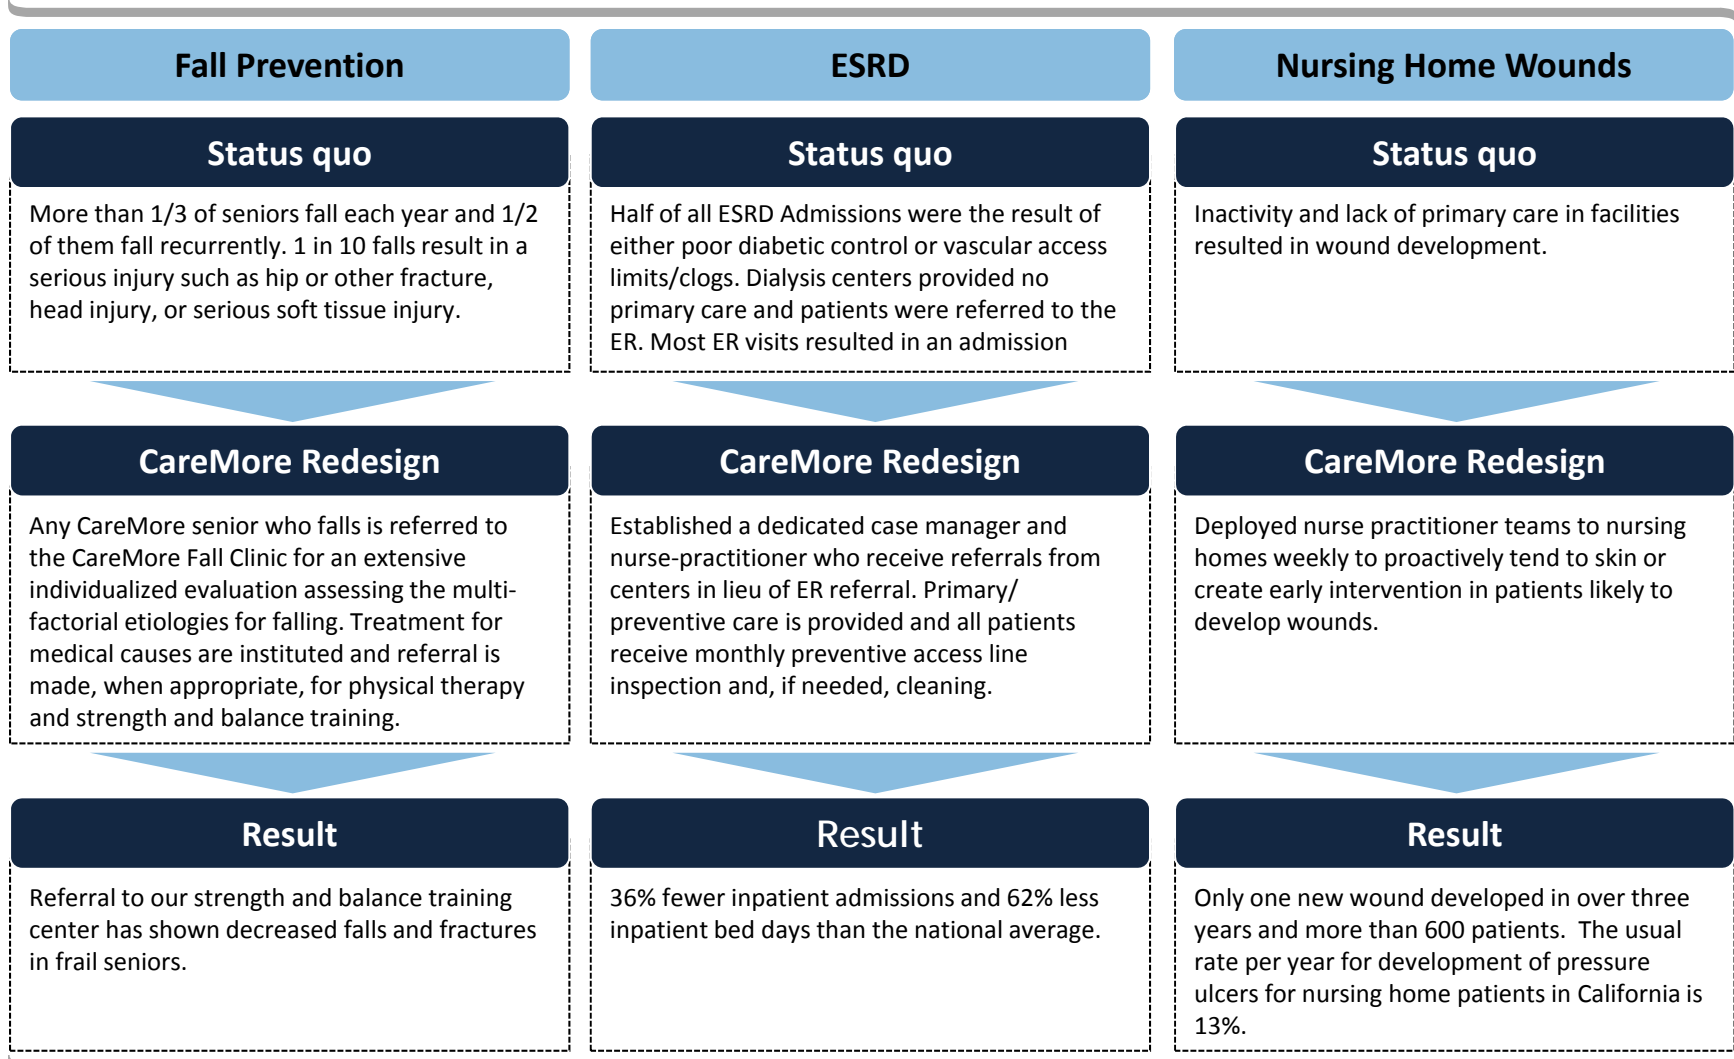 Fall Prevention
Status quo
More than 1/3 of seniors fall each year and 1/2
of them fall recurrently. 1 in 10 falls result in a
serious injury such as hip or other fracture,
head injury, or serious soft tissue injury.
CareMore Redesign
Any CareMore senior who falls is referred to
the CareMore Fall Clinic for an extensive
individualized evaluation assessing the multi-
factorial etiologies for falling. Treatment for
medical causes are instituted and referral is
made, when appropriate, for physical therapy
and strength and balance training.
Result
Referral to our strength and balance training
center has shown decreased falls and fractures
in frail seniors.
ESRD
Status quo
Half of all ESRD Admissions were the result of
either poor diabetic control or vascular access
limits/clogs. Dialysis centers provided no
primary care and patients were referred to the
ER. Most ER visits resulted in an admission
CareMore Redesign
Established a dedicated case manager and
nurse-practitioner who receive referrals from
centers in lieu of ER referral. Primary/
preventive care is provided and all patients
receive monthly preventive access line
inspection and, if needed, cleaning.
Result
36% fewer inpatient admissions and 62% less
inpatient bed days than the national average.
Nursing Home Wounds
Status quo
Inactivity and lack of primary care in facilities
resulted in wound development.
CareMore Redesign
Deployed nurse practitioner teams to nursing
homes weekly to proactively tend to skin or
create early intervention in patients likely to
develop wounds.
Result
Only one new wound developed in over three
years and more than 600 patients.  The usual
rate per year for development of pressure
ulcers for nursing home patients in California is
13%.